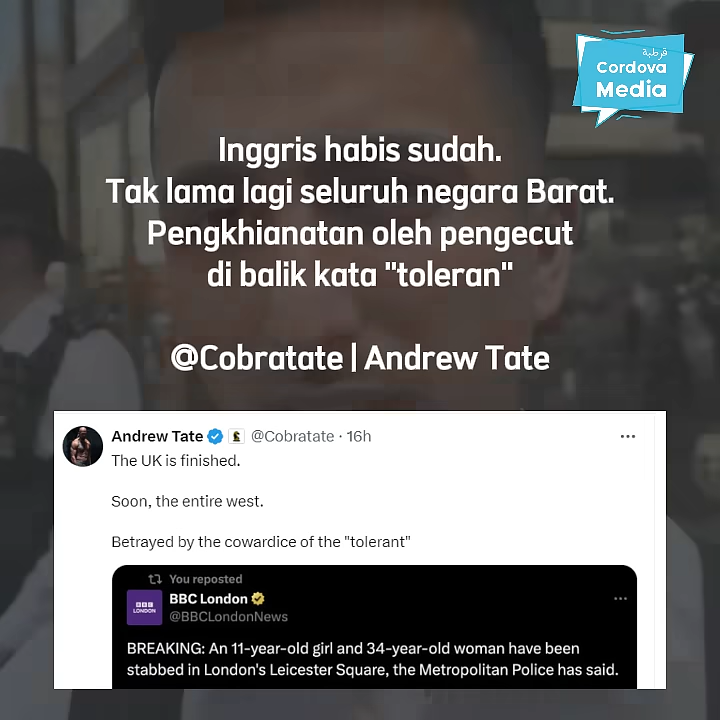 قرطبة
Cordova
Media
Inggris habis sudah.
Tak lama lagi seluruh negara Barat.
Pengkhianatan oleh pengecut
di balik kata "toleran"
@Cobratate | Andrew Tate
Andrew Tate @Cobratate · 16h
The UK is finished.
Soon, the entire west.
Betrayed by the cowardice of the "tolerant"
You reposted
BBC London
BBC
LONDON
@BBCLondonNews
BREAKING: An 11-year-old girl and 34-year-old woman have been
stabbed in London's Leicester Square, the Metropolitan Police has said.